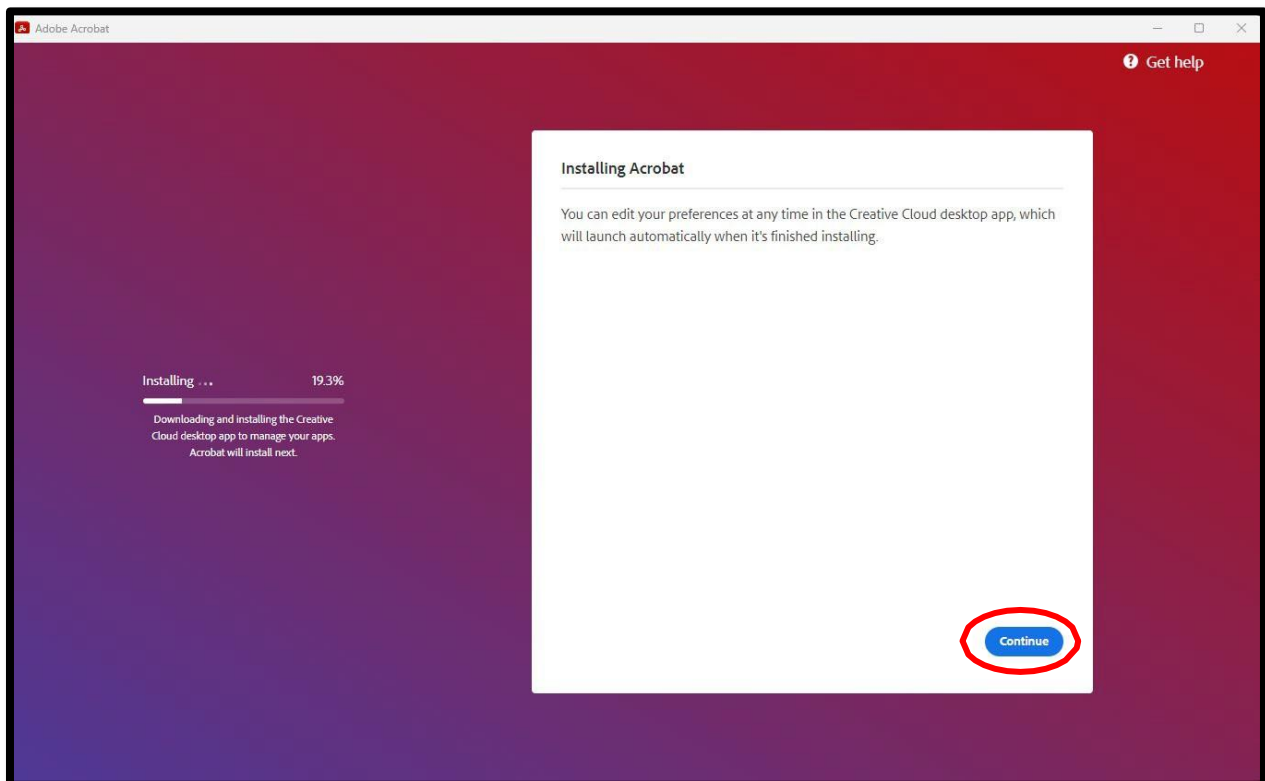 Adobe Acrobat
Get help
Installing Acrobat
You can edit your preferences at any time in the Creative Cloud desktop app, which
will launch automatically when it's finished installing.
Installing ... 19.3%
Downloading and installing the Creative
Cloud desktop app to manage your apps.
Acrobat will install next.
Continue